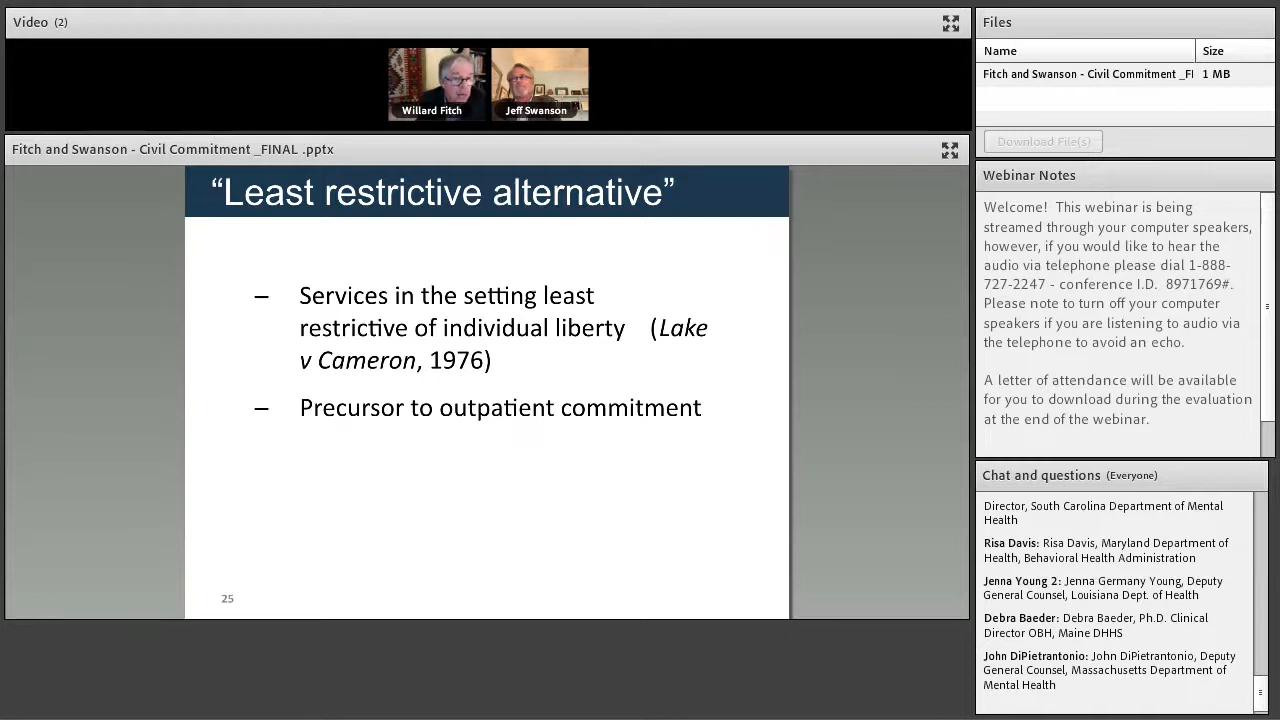 Video (2)
Willard Fitch
Jeff Swanson
Fitch and Swanson - Civil Commitment _FINAL .pptx
“Least restrictive alternative”
– Services in the setting least
restrictive of individual liberty (Lake
v Cameron, 1976)
– Precursor to outpatient commitment
25
Files
Name Size
Fitch and Swanson - Civil Commitment _FI 1 MB
Download File(s)
Webinar Notes
Welcome! This webinar is being
streamed through your computer speakers,
however, if you would like to hear the
audio via telephone please dial 1-888-
727-2247 - conference I.D. 8971769#.
Please note to turn off your computer
speakers if you are listening to audio via
the telephone to avoid an echo.
A letter of attendance will be available
for you to download during the evaluation
at the end of the webinar.
Chat and questions (Everyone)
Director, South Carolina Department of Mental
Health
Risa Davis: Risa Davis, Maryland Department of
Health, Behavioral Health Administration
Jenna Young 2: Jenna Germany Young, Deputy
General Counsel, Louisiana Dept. of Health
Debra Baeder: Debra Baeder, Ph.D. Clinical
Director OBH, Maine DHHS
John DiPietrantonio: John DiPietrantonio, Deputy
General Counsel, Massachusetts Department of
Mental Health